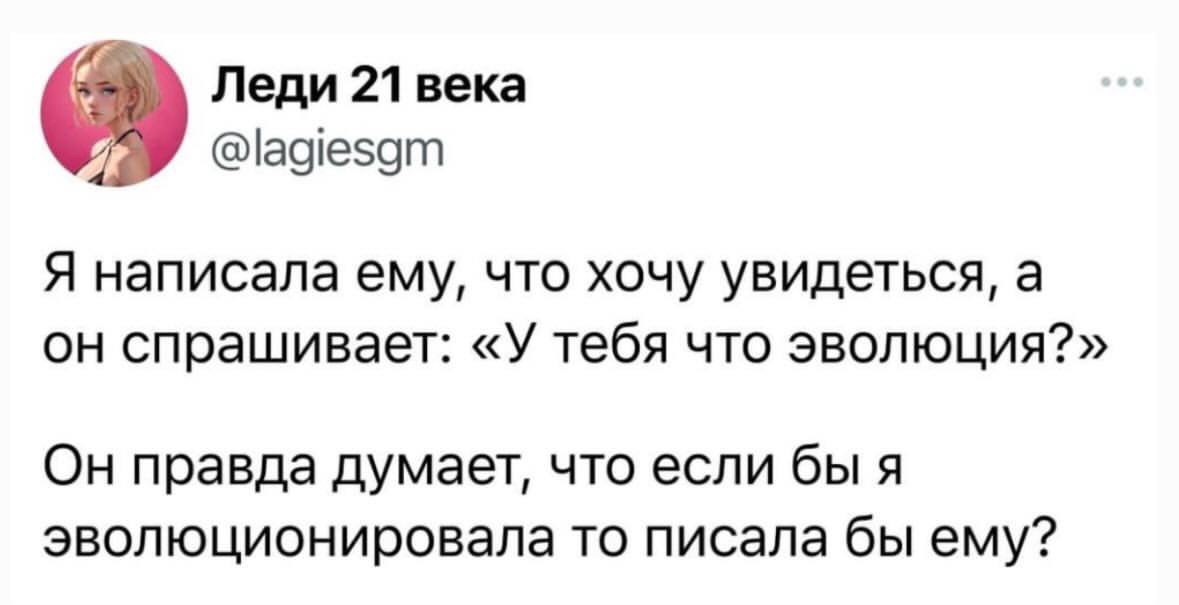 Леди 21 века
@lagiesgm
Я написала ему, что хочу увидеться, а
он спрашивает: «У тебя что эволюция?»
Он правда думает, что если бы я
эволюционировала то писала бы ему?